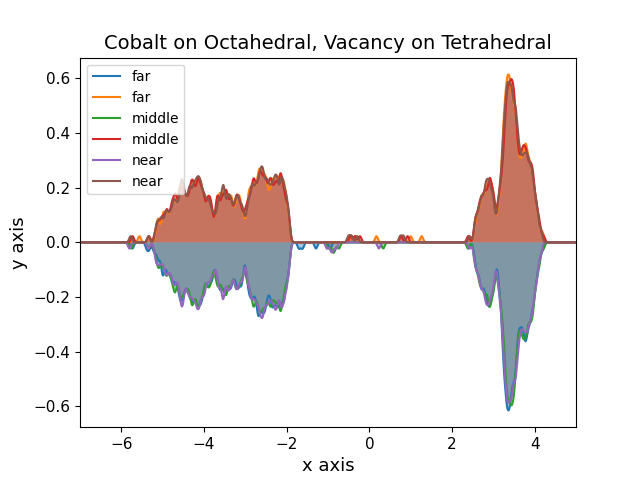 Cobalt on Octahedral, Vacancy on Tetrahedral
far
far
middle
middle
near
near
0.6
0.4
0.2
0.0
−0.2
−0.4
−0.6
y axis
−6 −4 −2 0 2 4
x axis